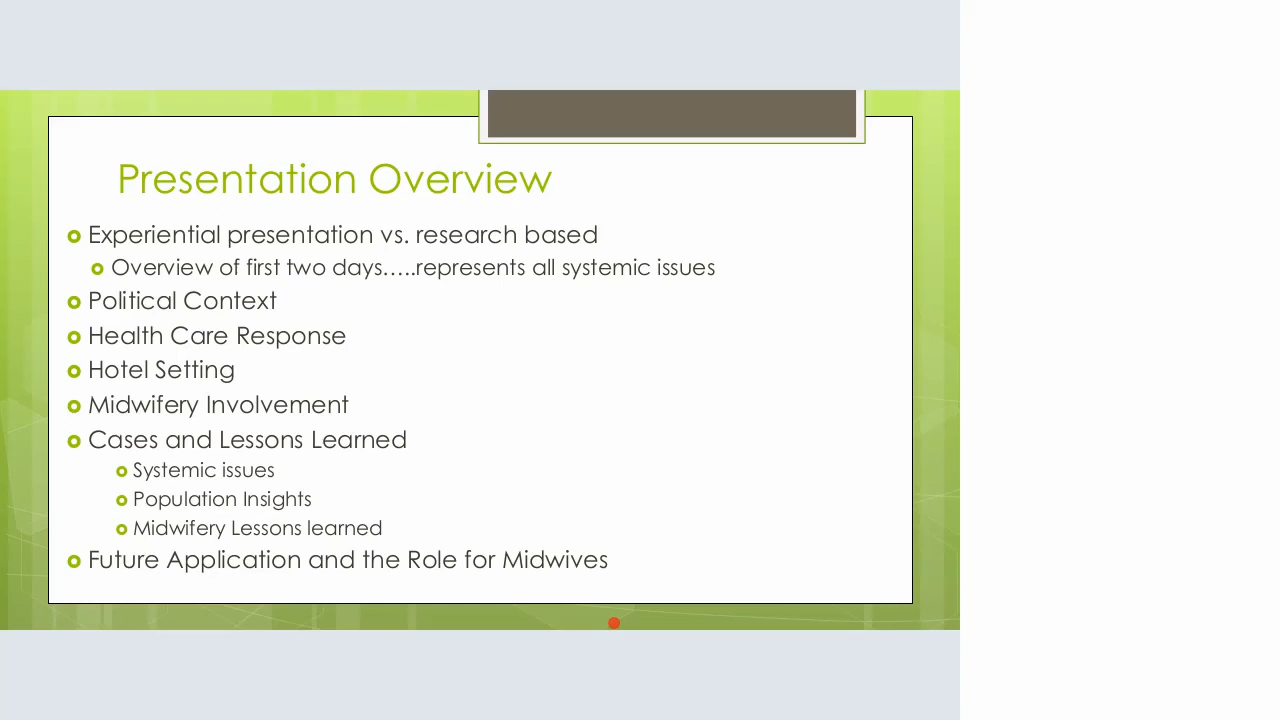 Presentation Overview
Experiential presentation vs. research based
Overview of first two days…..represents all systemic issues
Political Context
Health Care Response
Hotel Setting
Midwifery Involvement
Cases and Lessons Learned
Systemic issues
Population Insights
Midwifery Lessons learned
Future Application and the Role for Midwives